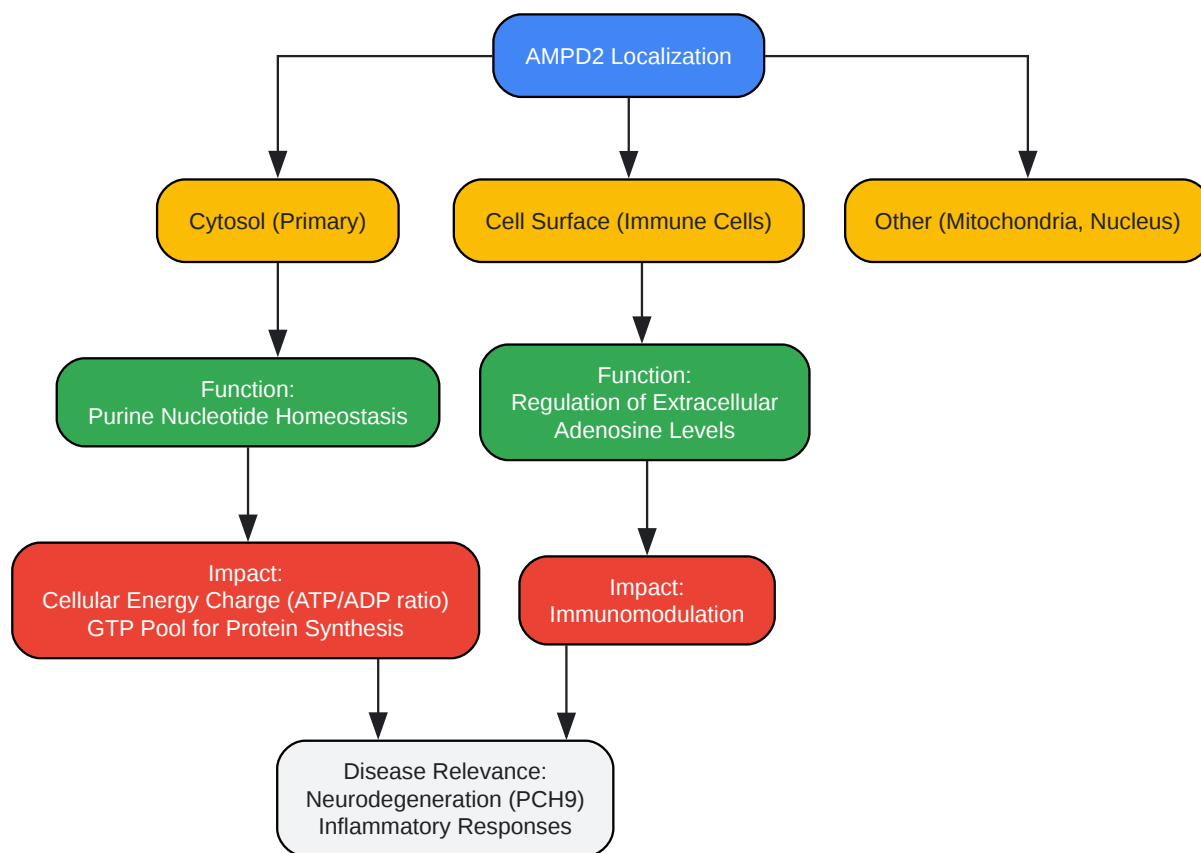 AMPD2 Localization
Cytosol (Primary)
Cell Surface (Immune Cells)
Other (Mitochondria, Nucleus)
Function:
Purine Nucleotide Homeostasis
Function:
Regulation of Extracellular
Adenosine Levels
Impact:
Cellular Energy Charge (ATP/ADP ratio)
GTP Pool for Protein Synthesis
Impact:
Immunomodulation
Disease Relevance:
Neurodegeneration (PCH9)
Inflammatory Responses